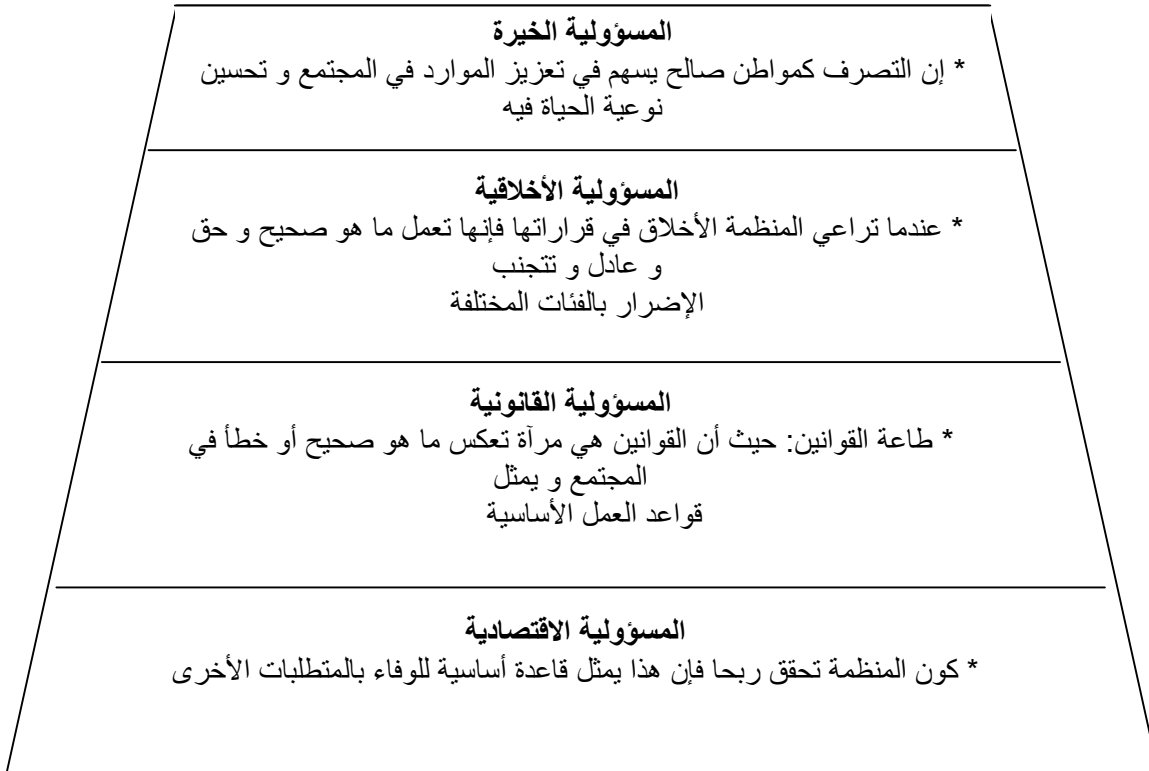 المسؤولية الخيرة
* إن التصرف كمواطن صالح يسهم في تعزيز الموارد في المجتمع و تحسين
نوعية الحياة فيه
المسؤولية الأخلاقية
* عندما تراعي المنظمة الأخلاق في قراراتها فإنها تعمل ما هو صحيح و حق
و عادل و تتجنب
الإضرار بالفئات المختلفة
المسؤولية القانونية
* طاعة القوانين: حيث أن القوانين هي مرآة تعكس ما هو صحيح أو خطأ في
المجتمع و يمثل
قواعد العمل الأساسية
المسؤولية الاقتصادية
* كون المنظمة تحقق ربحا فإن هذا يمثل قاعدة أساسية للوفاء بالمتطلبات الأخرى